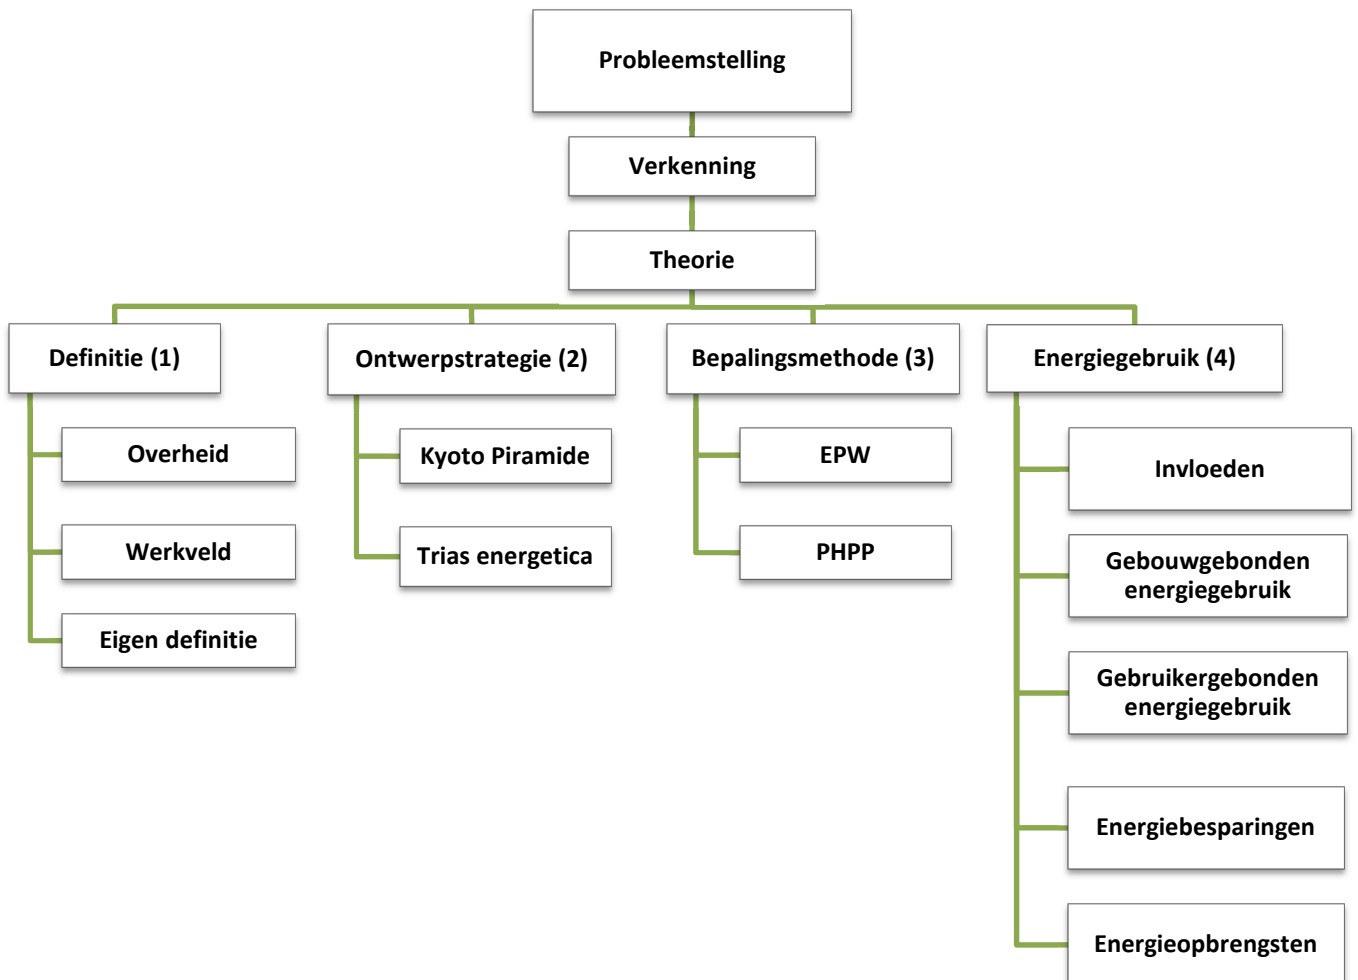 Probleemstelling
Verkenning
Theorie
Definitie (1)
Overheid
Werkveld
Eigen definitie
Ontwerpstrategie (2)
Kyoto Piramide
Trias energetica
Bepalingsmethode (3)
EPW
PHPP
Energiegebruik (4)
Invloeden
Gebouwgebonden
energiegebruik
Gebruikergebonden
energiegebruik
Energiebesparingen
Energieopbrengsten